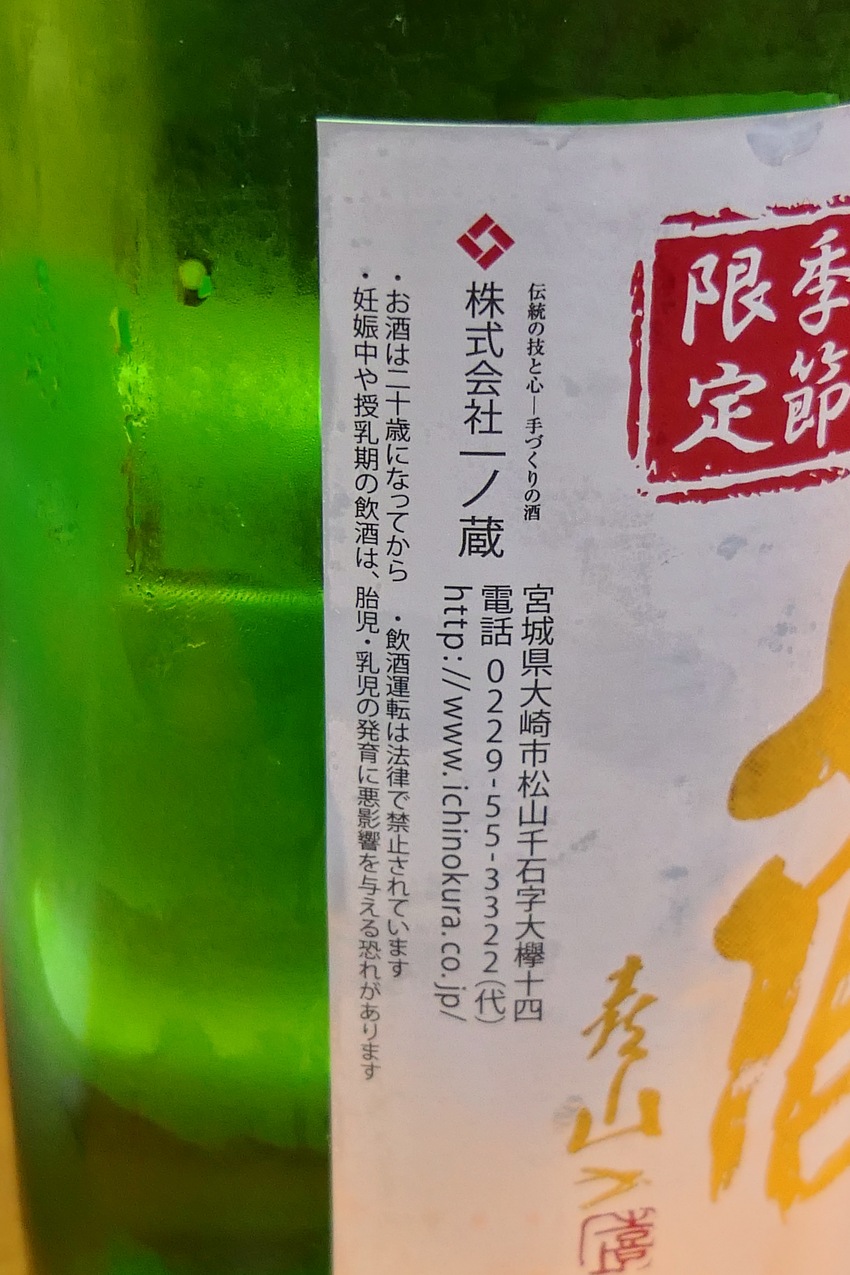 季節
限定
伝統の技と心―手づくりの酒
株式会社一ノ蔵
宮城県大崎市松山千石字大欅十四
電話 0229-55-3322(代)
http://www.ichinokura.co.jp/
・お酒は二十歳になってから ・飲酒運転は法律で禁止されています
・妊娠中や授乳期の飲酒は、胎児・乳児の発育に悪影響を与える恐れがあります